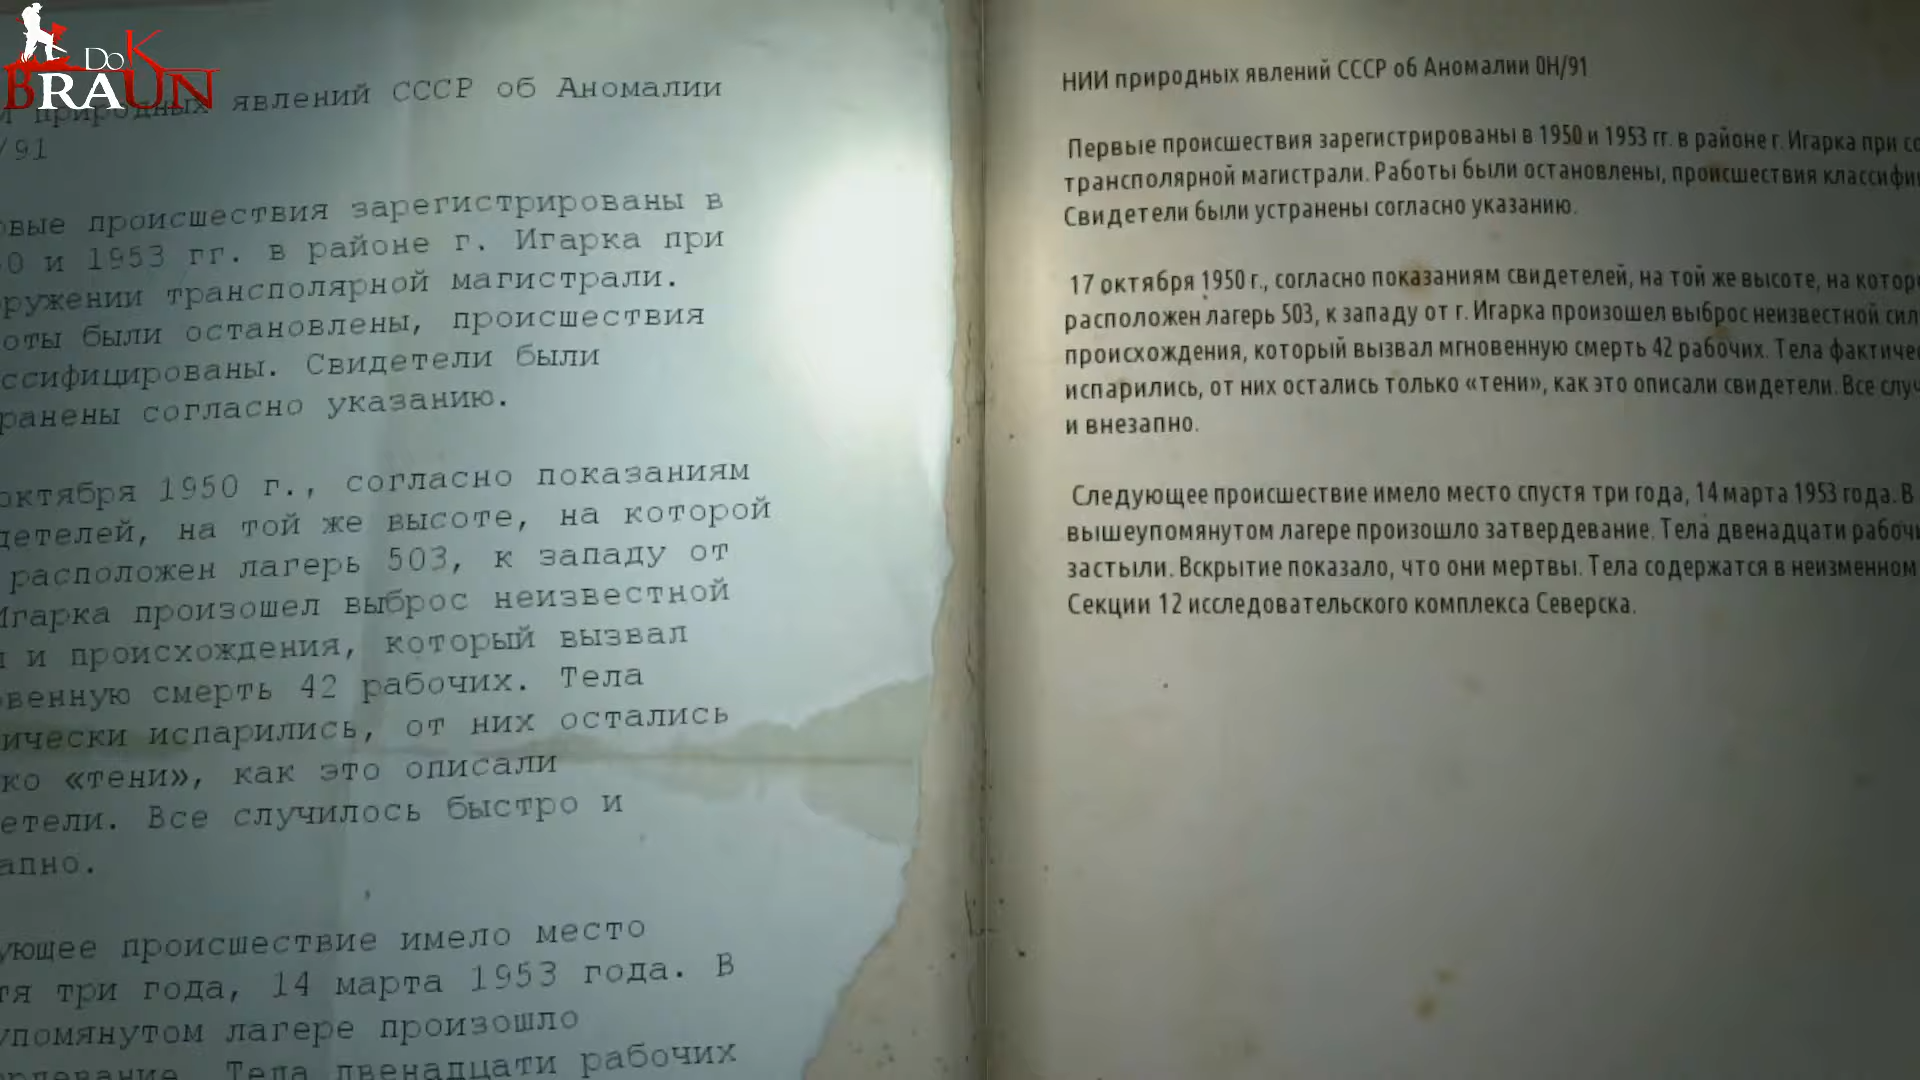 DoK
BRAUN
явлений СССР об Аномалии
/91
происшествия зарегистрированы в
и 1953 гг. в районе г. Игарка при
трансполярной магистрали.
были остановлены, происшествия
Свидетели были
согласно указанию.
октября 1950 г., согласно показаниям
на той же высоте, на которой
расположен лагерь 503, к западу от
Игарка произошел выброс неизвестной
и происхождения, который вызвал
смерть 42 рабочих. Тела
испарились, от них остались
«тени», как это описали
Все случилось быстро и
происшествие имело место
три года, 14 марта 1953 года. В
лагере произошло
Тела двенадцати рабочих
НИИ природных явлений СССР об Аномалии ОН/91
Первые происшествия зарегистрированы в 1950 и 1953 гг. в районе г. Игарка при
трансполярной магистрали. Работы были остановлены, происшествия
Свидетели были устранены согласно указанию.
17 октября 1950 г., согласно показаниям свидетелей, на той же высоте, на
расположен лагерь 503, к западу от г. Игарка произошел выброс неизвестной
происхождения, который вызвал мгновенную смерть 42 рабочих. Тела
испарились, от них остались только «тени», как это описали свидетели. Все
и внезапно.
Следующее происшествие имело место спустя три года, 14 марта 1953 года. В
вышеупомянутом лагере произошло затвердевание. Тела двенадцати
застыли. Вскрытие показало, что они мертвы. Тела содержатся в неизменном
Секции 12 исследовательского комплекса Северска.